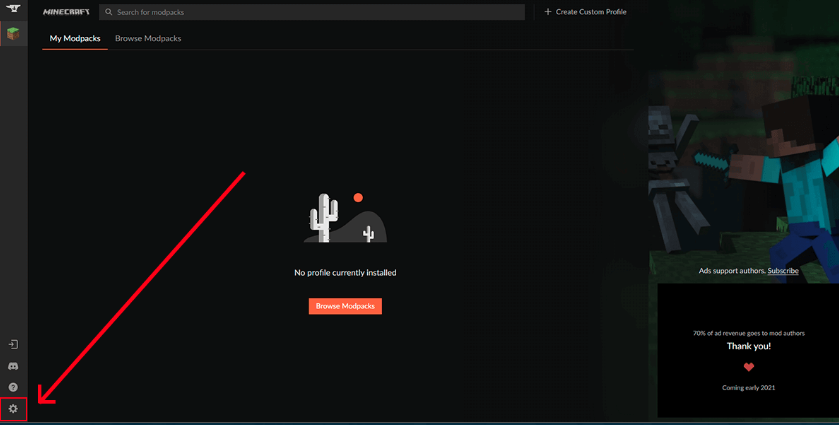 MINECRAFT
Search for modpacks
+ Create Custom Profile
My Modpacks
Browse Modpacks
No profile currently installed
Browse Modpacks
Ads support authors. Subscribe
70% of ad revenue goes to mod authors
Thank you!
Coming early 2021